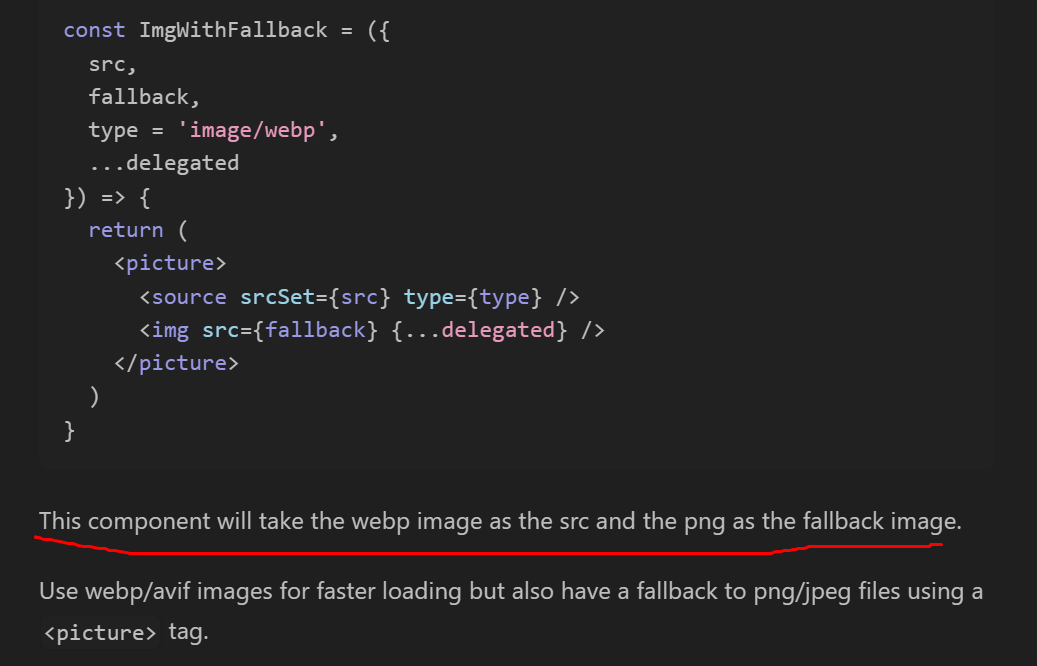 const ImgWithFallback = ({
  src,
  fallback,
  type = 'image/webp',
  ...delegated
}) => {
  return (
    <picture>
      <source srcSet={src} type={type} />
      <img src={fallback} {...delegated} />
    </picture>
  )
}
This component will take the webp image as the src and the png as the fallback image.
Use webp/avif images for faster loading but also have a fallback to png/jpeg files using a
<picture> tag.